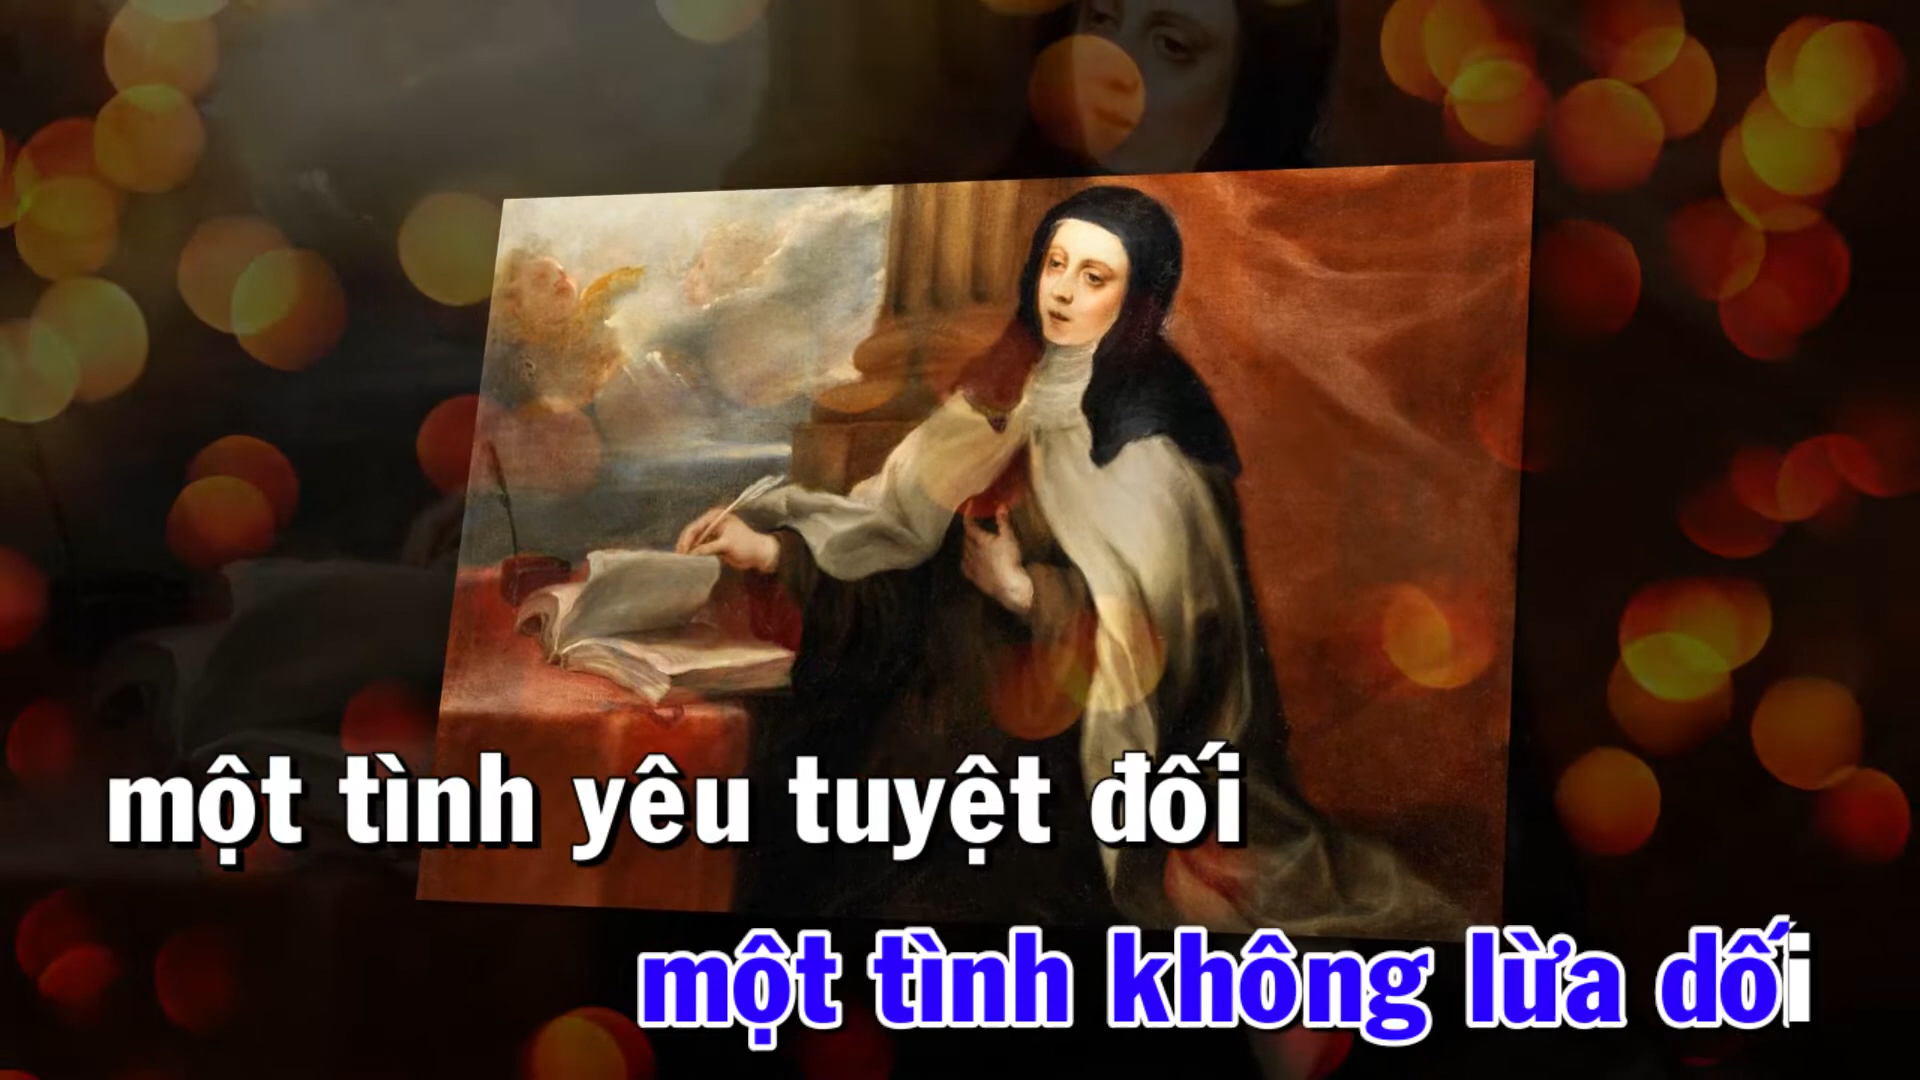 một tình yêu tuyệt đối
một tình không lừa dối